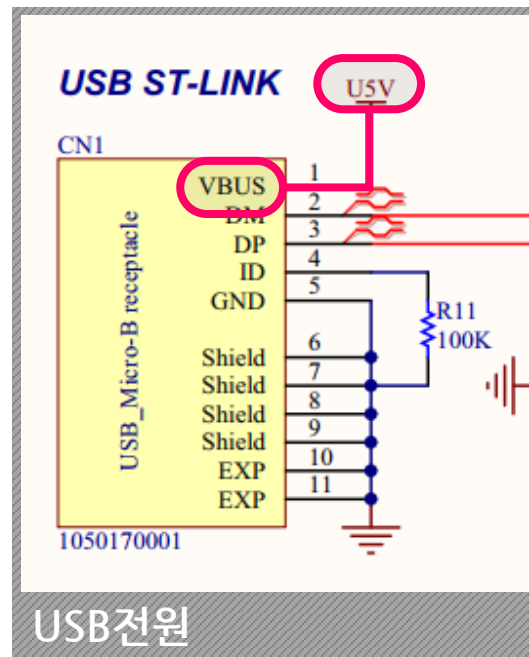 USB ST-LINK
U5V
CN1
VBUS 1
DM 2
DP 3
ID 4
GND 5
R11
100K
Shield 6
Shield 7
Shield 8
Shield 9
EXP 10
EXP 11
USB_Micro-B receptacle
1050170001
USB전원